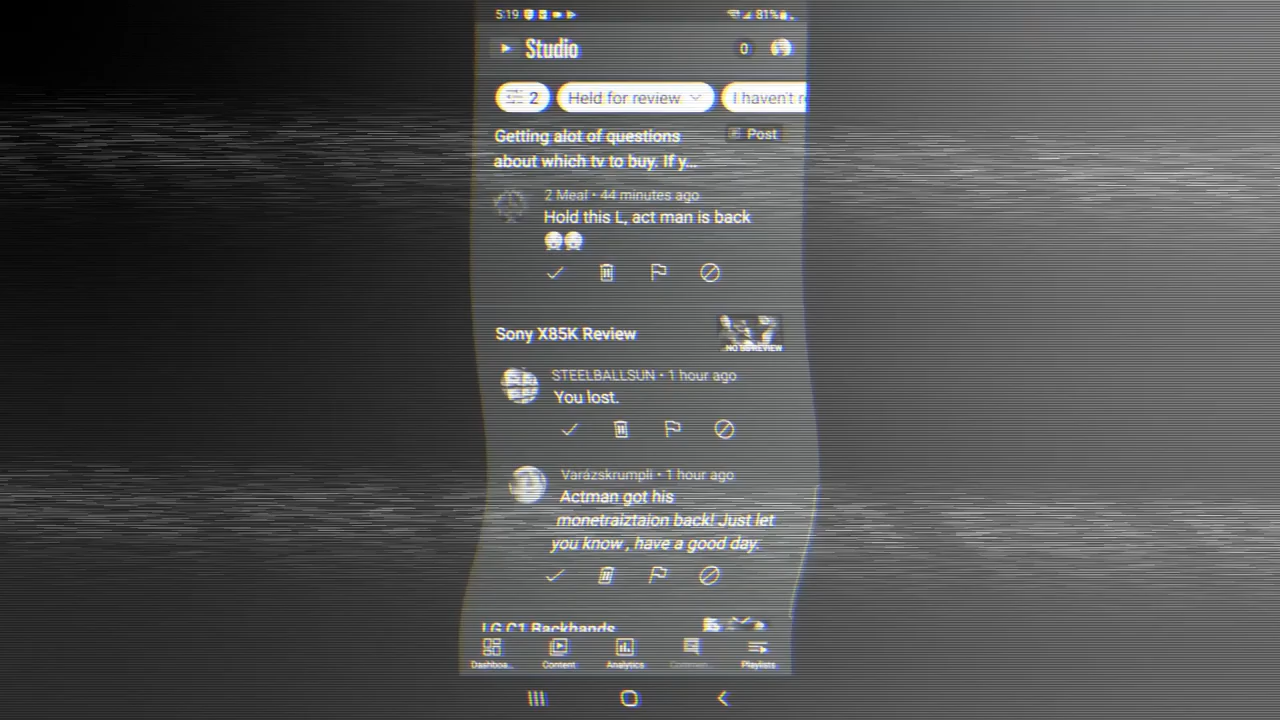 5:19
81%
Studio
0
2
Held for review
I haven't r
Getting alot of questions
about which tv to buy. If y...
Post
2 Meal • 44 minutes ago
Hold this L, act man is back
Sony X85K Review
STEELBALLSUN • 1 hour ago
You lost.
Varázskrumpli • 1 hour ago
Actman got his
monetraiztaion back! Just let
you know , have a good day.
LG C1 Backhands
Dashboa...
Content
Analytics
Commen...
Playlists